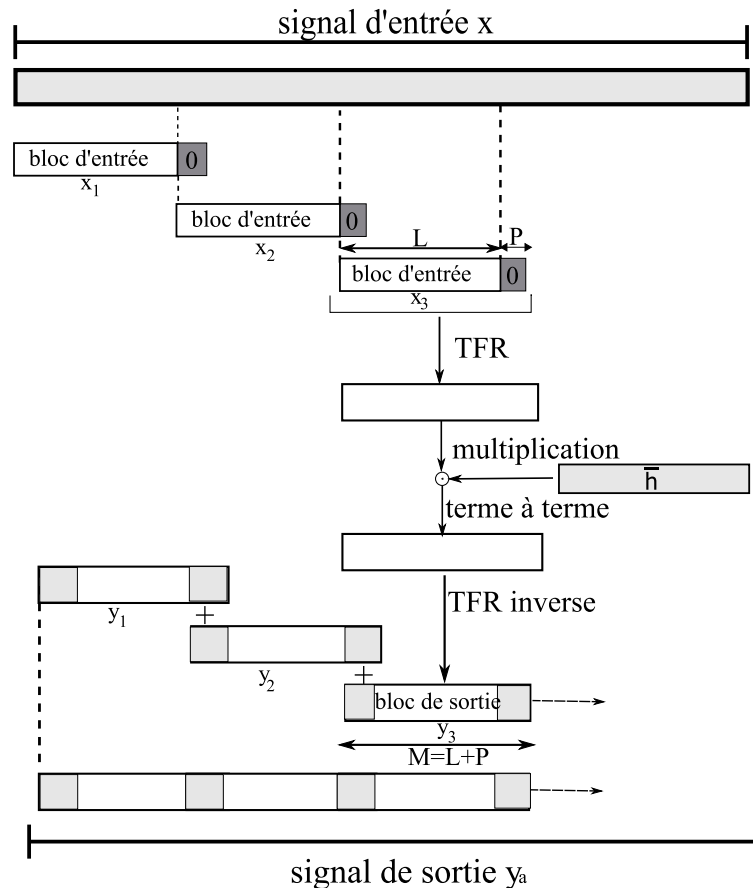 signal d'entrée x
bloc d'entrée 0
x1
bloc d'entrée 0
x2
L P
bloc d'entrée 0
x3
TFR
multiplication
h̅
terme à terme
TFR inverse
y1
+
y2
+
bloc de sortie
y3
M=L+P
signal de sortie ya